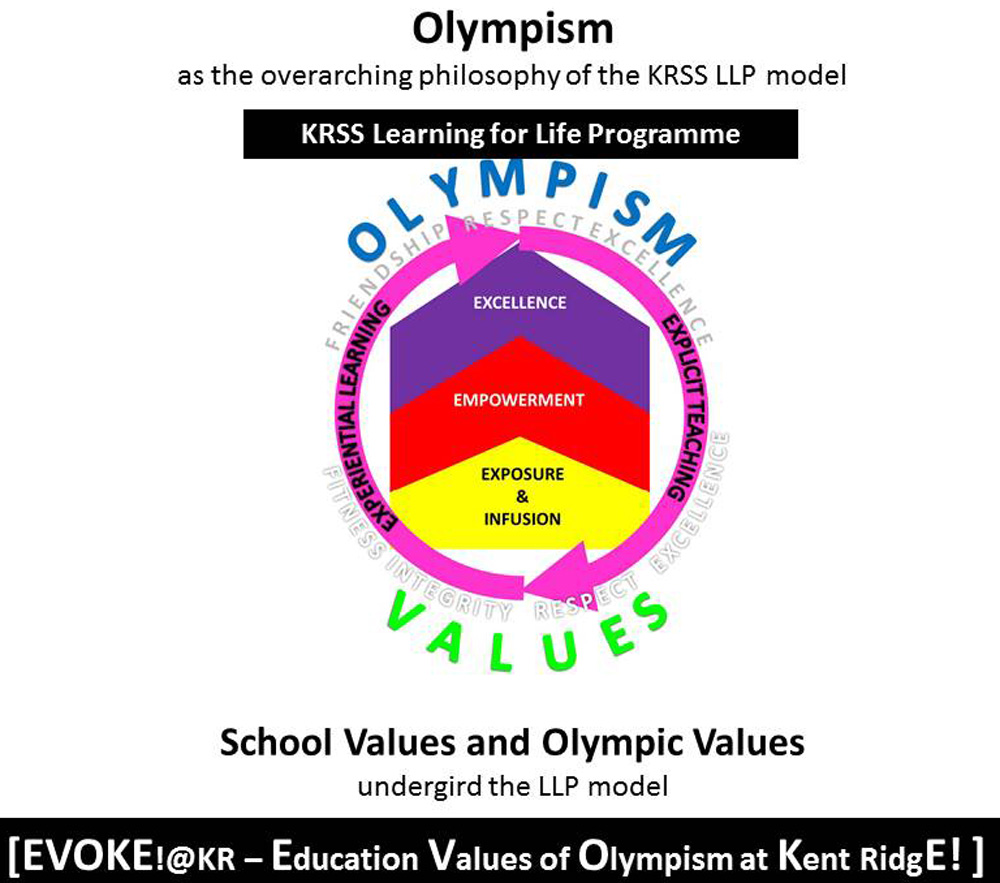 Olympism
as the overarching philosophy of the KRSS LLP model
KRSS Learning for Life Programme
OLYMPISM
FRIENDSHIP RESPECT EXCELLENCE
EXPERIENTIAL LEARNING
EXPLICIT TEACHING
EXCELLENCE
EMPOWERMENT
EXPOSURE
&
INFUSION
FITNESS INTEGRITY RESPECT EXCELLENCE
VALUES
School Values and Olympic Values
undergird the LLP model
[EVOKE!@KR – Education Values of Olympism at Kent RidgE! ]